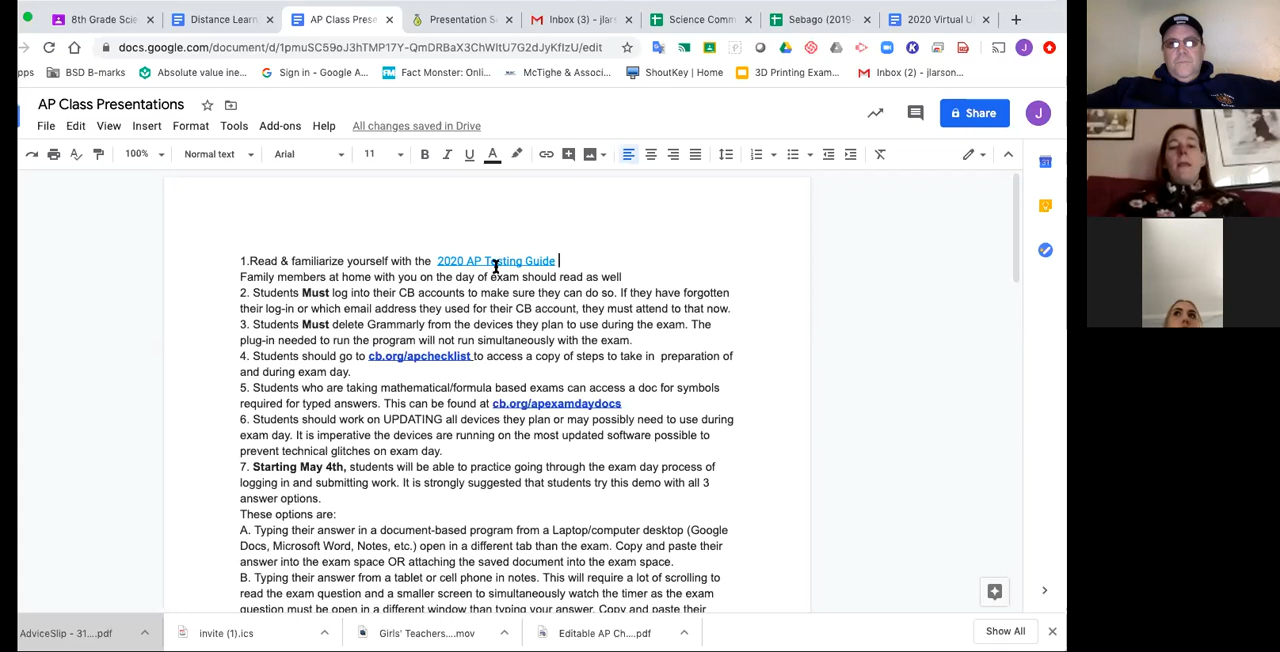 8th Grade Scie
Distance Learn
AP Class Prese
Presentation S
Inbox (3) - jlar
Science Comm
Sebago (2019
2020 Virtual U
docs.google.com/document/d/
/edit
pps
BSD B-marks
Absolute value ine...
Sign in - Google A...
Fact Monster: Onli...
McTighe & Associ...
ShoutKey | Home
3D Printing Exam...
Inbox (2) - jlarson...
AP Class Presentations
File Edit View Insert Format Tools Add-ons Help All changes saved in Drive
Share
J
100% Normal text Arial 11 B I U A
1.Read & familiarize yourself with the 2020 AP Testing Guide
Family members at home with you on the day of exam should read as well
2. Students Must log into their CB accounts to make sure they can do so. If they have forgotten
their log-in or which email address they used for their CB account, they must attend to that now.
3. Students Must delete Grammarly from the devices they plan to use during the exam. The
plug-in needed to run the program will not run simultaneously with the exam.
4. Students should go to cb.org/apchecklist to access a copy of steps to take in preparation of
and during exam day.
5. Students who are taking mathematical/formula based exams can access a doc for symbols
required for typed answers. This can be found at cb.org/apexamdaydocs
6. Students should work on UPDATING all devices they plan or may possibly need to use during
exam day. It is imperative the devices are running on the most updated software possible to
prevent technical glitches on exam day.
7. Starting May 4th, students will be able to practice going through the exam day process of
logging in and submitting work. It is strongly suggested that students try this demo with all 3
answer options.
These options are:
A. Typing their answer in a document-based program from a Laptop/computer desktop (Google
Docs, Microsoft Word, Notes, etc.) open in a different tab than the exam. Copy and paste their
answer into the exam space OR attaching the saved document into the exam space.
B. Typing their answer from a tablet or cell phone in notes. This will require a lot of scrolling to
read the exam question and a smaller screen to simultaneously watch the timer as the exam
question must be open in a different window than typing your answer. Copy and paste their
AdviceSlip - 31....pdf
invite (1).ics
Girls' Teachers....mov
Editable AP Ch....pdf
Show All